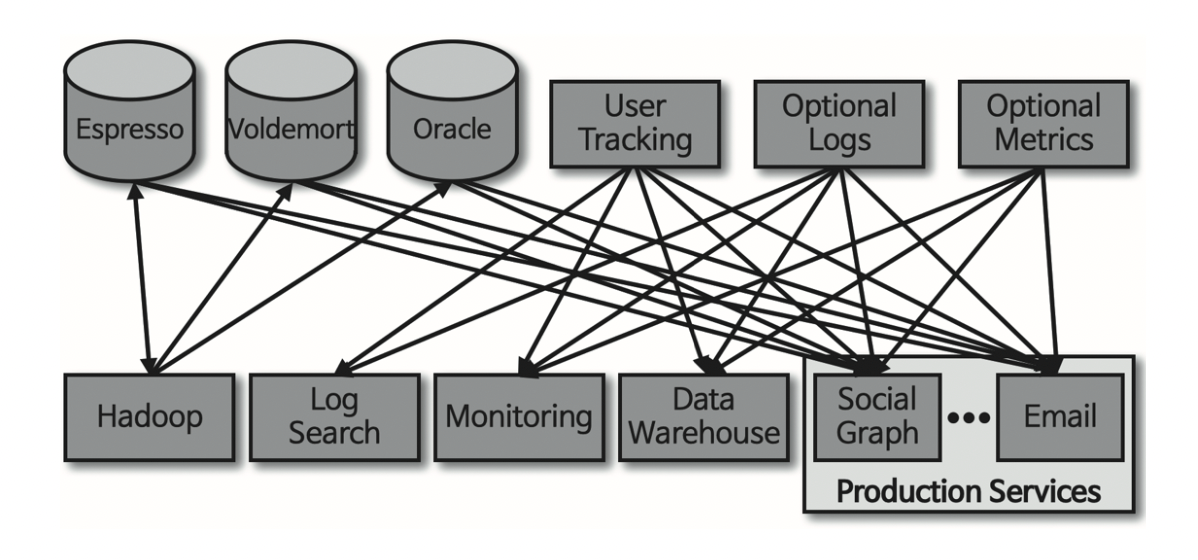 Espresso
Voldemort
Oracle
User
Tracking
Optional
Logs
Optional
Metrics
Hadoop
Log
Search
Monitoring
Data
Warehouse
Social
Graph
•••
Email
Production Services